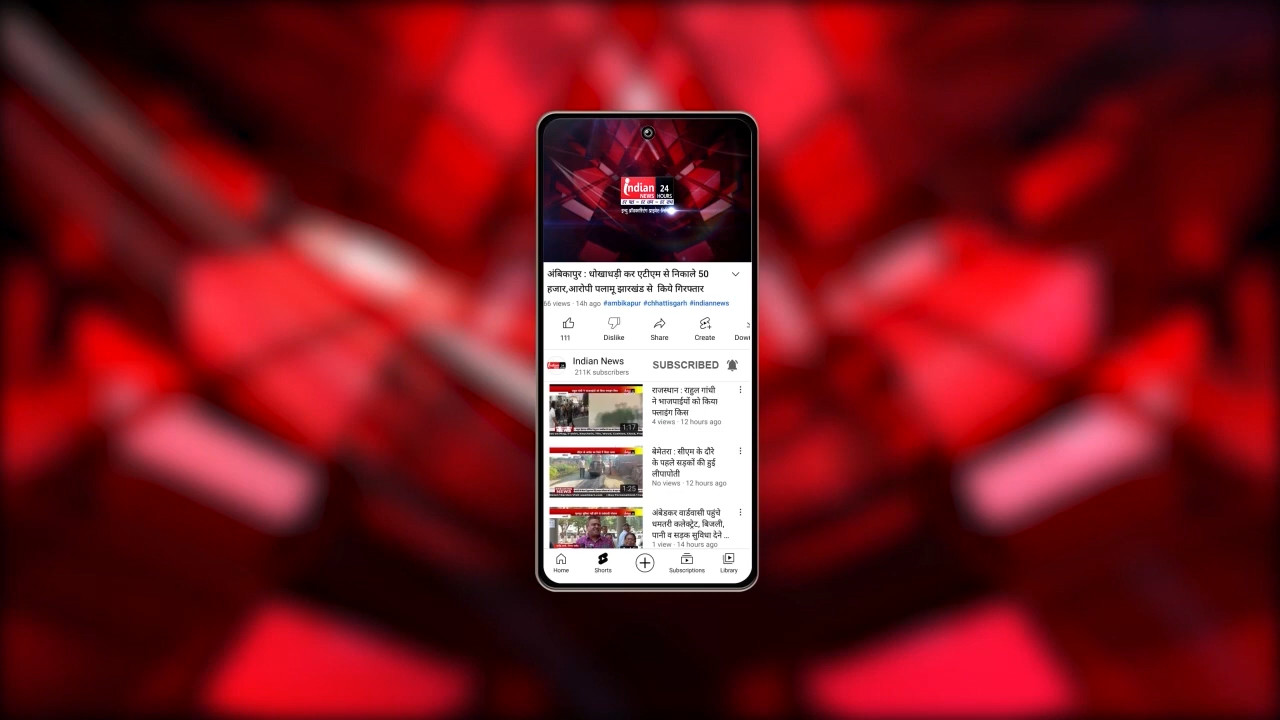 indian 24
NEWS HOURS
अंबिकापुर : धोखाधड़ी कर एटीएम से निकाले 50
हजार,आरोपी पलामू झारखंड से किये गिरफ्तार
66 views · 14h ago #ambikapur #chhattisgarh #indiannews
111 Dislike Share Create Down
Indian News SUBSCRIBED
211K subscribers
राजस्थान : राहुल गांधी
ने भाजपाईयों को किया
फ्लाइंग किस
4 views · 12 hours ago
1:17
बेमेतरा : सीएम के दौरे
के पहले सड़कों की हुई
लीपापोती
No views · 12 hours ago
1:25
अंबेडकर वार्डवासी पहुंचे
धमतरी कलेक्ट्रेट, बिजली,
पानी व सड़क सुविधा देने ...
1 view · 14 hours ago
Home Shorts Subscriptions Library